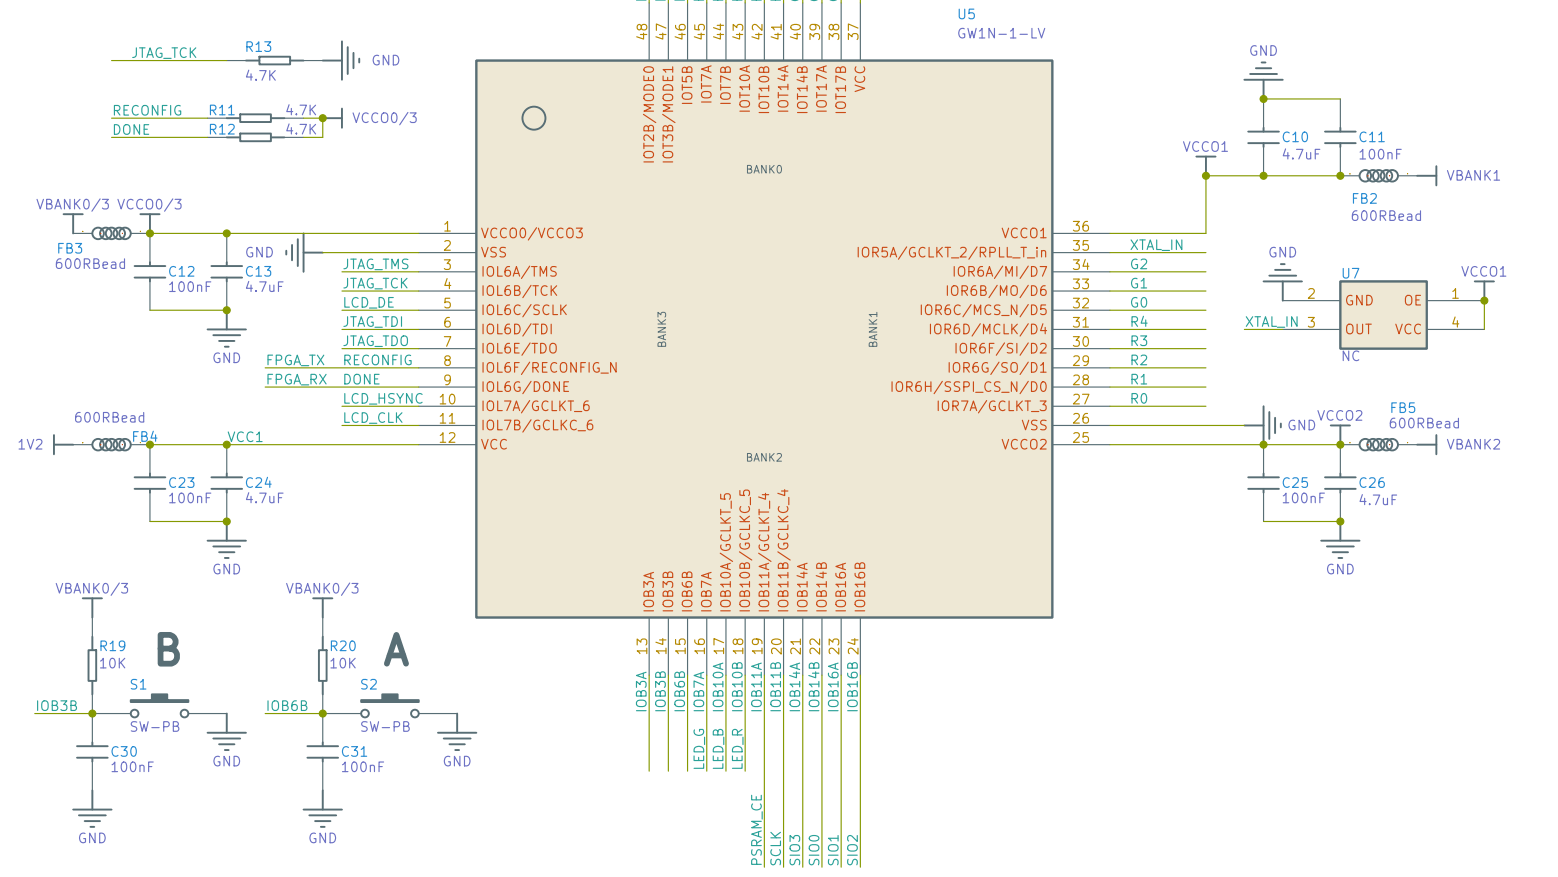 48 47 46 45 44 43 42 41 40 39 38 37
U5
GW1N-1-LV
JTAG_TCK
R13
4.7K
GND
RECONFIG
R11
4.7K
DONE
R12
4.7K
VCCO0/3
IOT2B/MODE0
IOT3B/MODE1
IOT5B
IOT7A
IOT7B
IOT10A
IOT10B
IOT14A
IOT14B
IOT17A
IOT17B
VCC
BANK0
BANK3
BANK1
BANK2
GND
C10
4.7uF
C11
100nF
VCCO1
FB2
600RBead
VBANK1
VBANK0/3
VCCO0/3
FB3
600RBead
C12
100nF
C13
4.7uF
GND
GND
1 VCCO0/VCCO3
2 VSS
JTAG_TMS 3 IOL6A/TMS
JTAG_TCK 4 IOL6B/TCK
LCD_DE 5 IOL6C/SCLK
JTAG_TDI 6 IOL6D/TDI
JTAG_TDO 7 IOL6E/TDO
FPGA_TX RECONFIG 8 IOL6F/RECONFIG_N
FPGA_RX DONE 9 IOL6G/DONE
LCD_HSYNC 10 IOL7A/GCLKT_6
LCD_CLK 11 IOL7B/GCLKC_6
12 VCC
VCCO1 36
IOR5A/GCLKT_2/RPLL_T_in 35 XTAL_IN
IOR6A/MI/D7 34 G2
IOR6B/MO/D6 33 G1
IOR6C/MCS_N/D5 32 G0
IOR6D/MCLK/D4 31 R4
IOR6F/SI/D2 30 R3
IOR6G/SO/D1 29 R2
IOR6H/SSPI_CS_N/D0 28 R1
IOR7A/GCLKT_3 27 R0
VSS 26
VCCO2 25
GND
U7
VCCO1
2 GND OE 1
XTAL_IN 3 OUT VCC 4
NC
600RBead
1V2
FB4
VCC1
C23
100nF
C24
4.7uF
GND
GND
VCCO2
FB5
600RBead
VBANK2
C25
100nF
C26
4.7uF
GND
IOB3A
IOB3B
IOB6B
IOB7A
IOB10A/GCLKT_5
IOB10B/GCLKC_5
IOB11A/GCLKT_4
IOB11B/GCLKC_4
IOB14A
IOB14B
IOB16A
IOB16B
13 14 15 16 17 18 19 20 21 22 23 24
IOB3A
IOB3B
IOB6B
IOB7A
IOB10A
IOB10B
IOB11A
IOB11B
IOB14A
IOB14B
IOB16A
IOB16B
LED_G
LED_B
LED_R
PSRAM_CE
SCLK
SIO3
SIO0
SIO1
SIO2
VBANK0/3
R19
10K
B
S1
IOB3B
SW-PB
C30
100nF
GND
GND
VBANK0/3
R20
10K
A
S2
IOB6B
SW-PB
C31
100nF
GND
GND